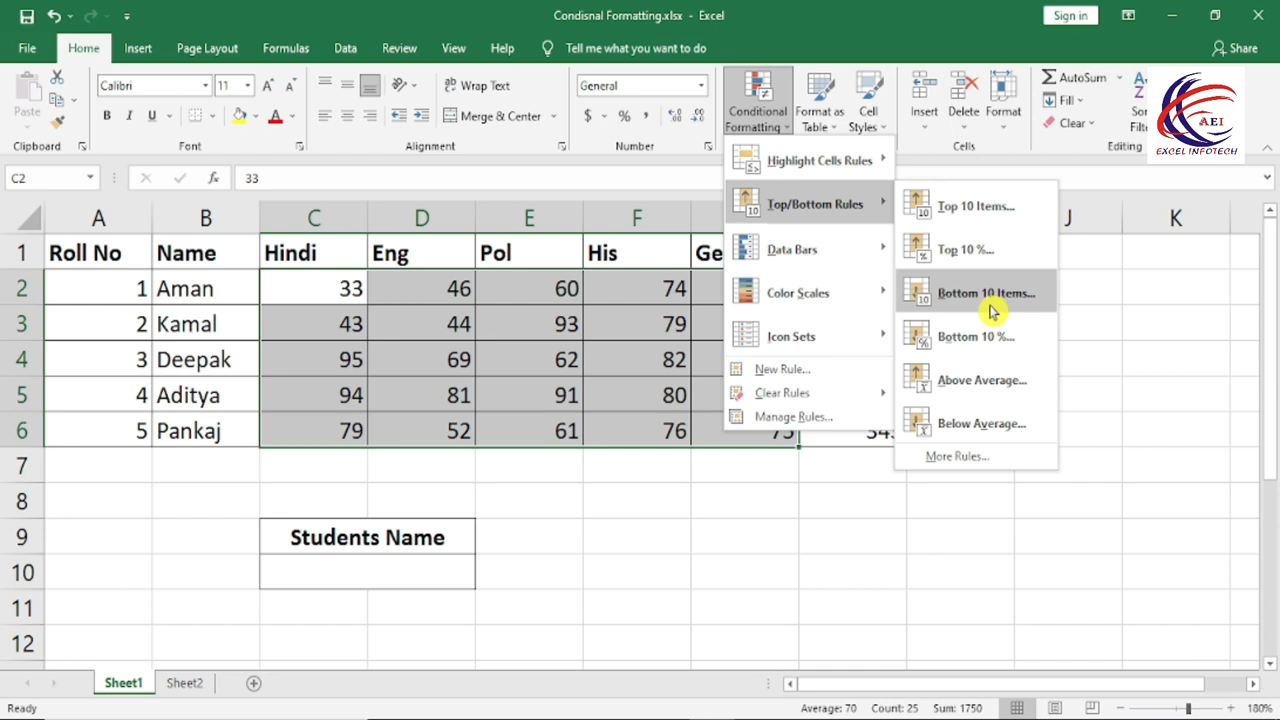 Condisnal Formatting.xlsx - Excel
Sign in
File Home Insert Page Layout Formulas Data Review View Help Tell me what you want to do Share
Calibri 11 Wrap Text General
Paste B I U Merge & Center $ % Conditional Formatting Format as Table Cell Styles Insert Delete Format
AutoSum
Fill
Clear
AEI
EXCEL INFOTECH
Clipboard Font Alignment Number Cells Editing
C2 fx 33
A B C D E F J K
1 Roll No Name Hindi Eng Pol His Ge
2 1 Aman 33 46 60 74
3 2 Kamal 43 44 93 79
4 3 Deepak 95 69 62 82
5 4 Aditya 94 81 91 80
6 5 Pankaj 79 52 61 76
7
8
9 Students Name
10
11
12
Highlight Cells Rules
Top/Bottom Rules
Data Bars
Color Scales
Icon Sets
New Rule...
Clear Rules
Manage Rules...
Top 10 Items...
Top 10 %...
Bottom 10 Items...
Bottom 10 %...
Above Average...
Below Average...
More Rules...
Sheet1 Sheet2
Ready Average: 70 Count: 25 Sum: 1750 180%